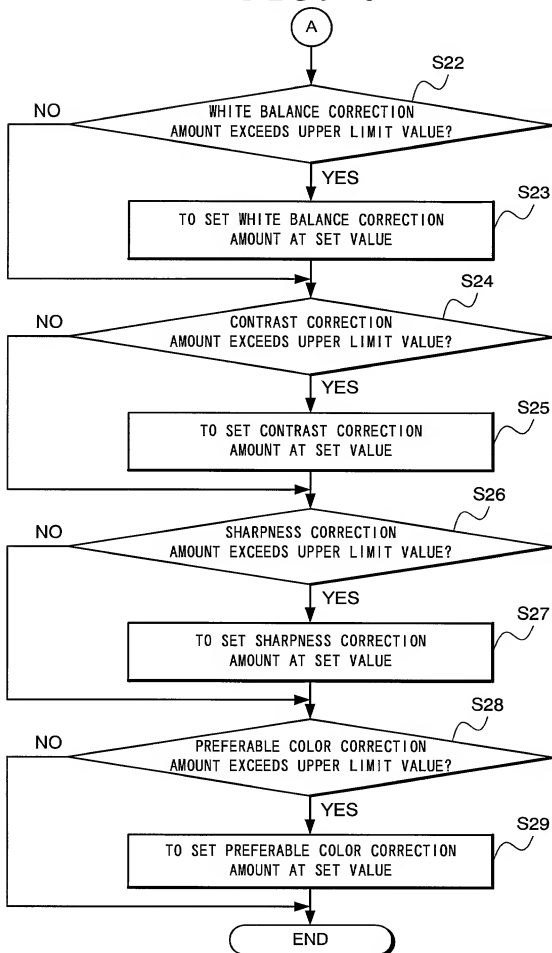 A
S22
NO
WHITE BALANCE CORRECTION
AMOUNT EXCEEDS UPPER LIMIT VALUE?
YES
S23
TO SET WHITE BALANCE CORRECTION
AMOUNT AT SET VALUE
S24
NO
CONTRAST CORRECTION
AMOUNT EXCEEDS UPPER LIMIT VALUE?
YES
S25
TO SET CONTRAST CORRECTION
AMOUNT AT SET VALUE
S26
NO
SHARPNESS CORRECTION
AMOUNT EXCEEDS UPPER LIMIT VALUE?
YES
S27
TO SET SHARPNESS CORRECTION
AMOUNT AT SET VALUE
S28
NO
PREFERABLE COLOR CORRECTION
AMOUNT EXCEEDS UPPER LIMIT VALUE?
YES
S29
TO SET PREFERABLE COLOR CORRECTION
AMOUNT AT SET VALUE
END